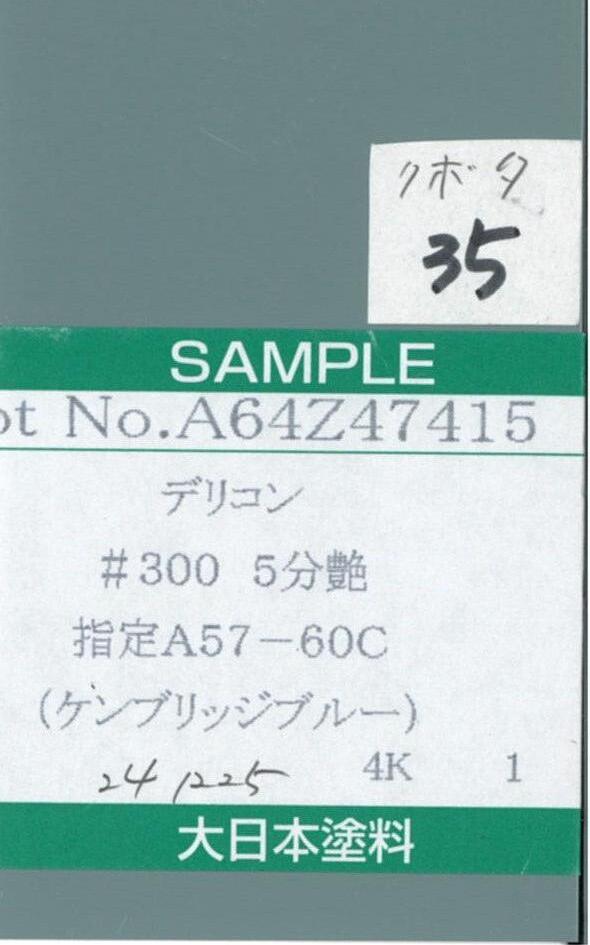 クボタ
35
SAMPLE
ot No.A64Z47415
デリコン
#300 5分艶
指定A57-60C
(ケンブリッジブルー)
24 1225 4K 1
大日本塗料